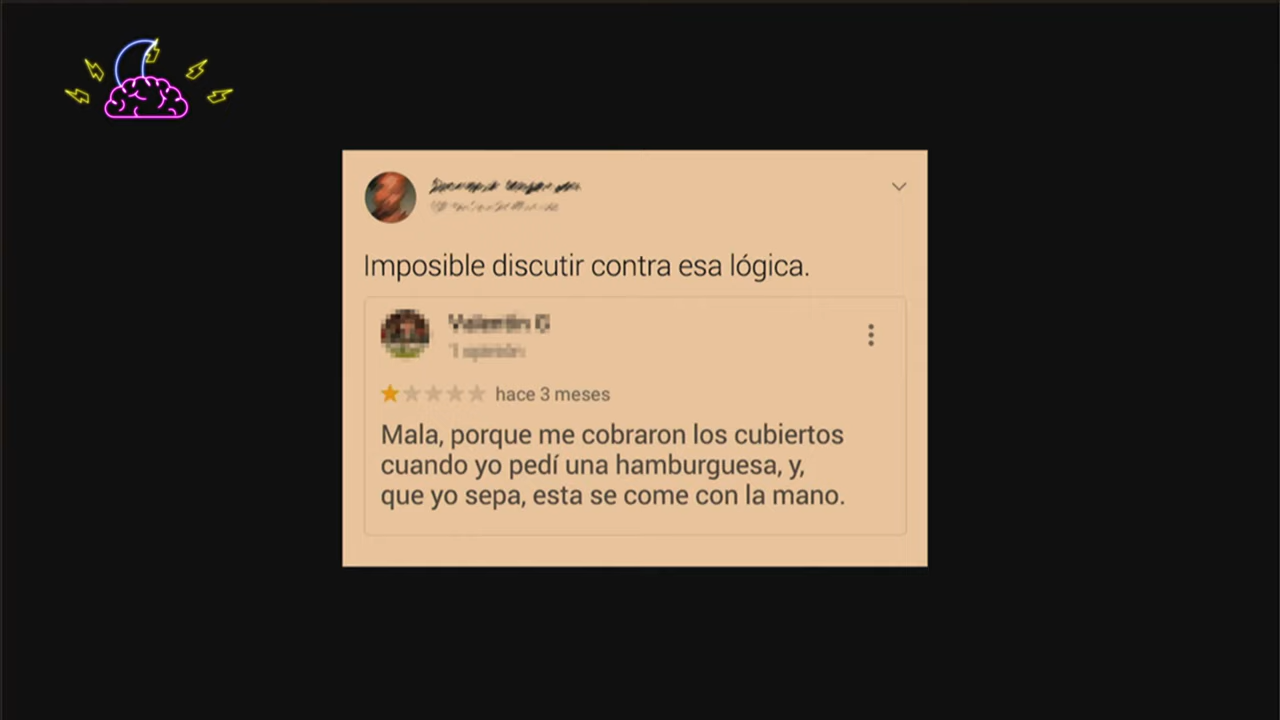 Imposible discutir contra esa lógica.
hace 3 meses
Mala, porque me cobraron los cubiertos
cuando yo pedí una hamburguesa, y,
que yo sepa, esta se come con la mano.